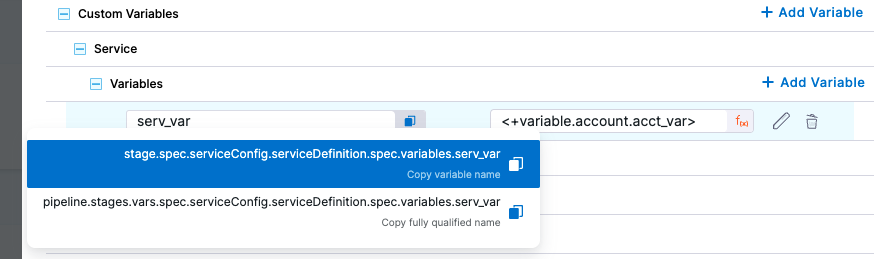 Custom Variables
+ Add Variable
Service
Variables
+ Add Variable
serv_var
<+variable.account.acct_var>
f(x)
stage.spec.serviceConfig.serviceDefinition.spec.variables.serv_var
Copy variable name
pipeline.stages.vars.spec.serviceConfig.serviceDefinition.spec.variables.serv_var
Copy fully qualified name